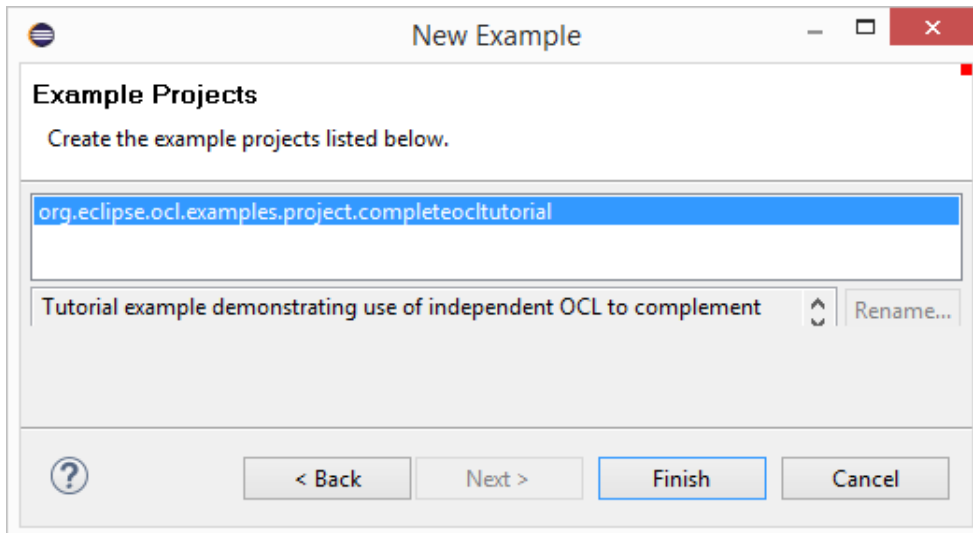 New Example
Example Projects
Create the example projects listed below.
org.eclipse.ocl.examples.project.completeocltutorial
Tutorial example demonstrating use of independent OCL to complement
Rename...
?
< Back
Next >
Finish
Cancel